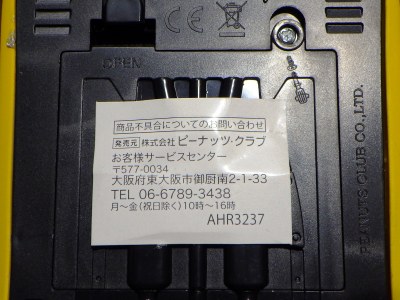 OPEN
商品不具合についてのお問い合わせ
発売元 株式会社 ピーナッツ・クラブ
お客様サービスセンター
〒577-0034
大阪府東大阪市御厨南2-1-33
TEL 06-6789-3438
月～金(祝日除く)10時～16時
AHR3237
PEANUTS CLUB CO.,LTD.